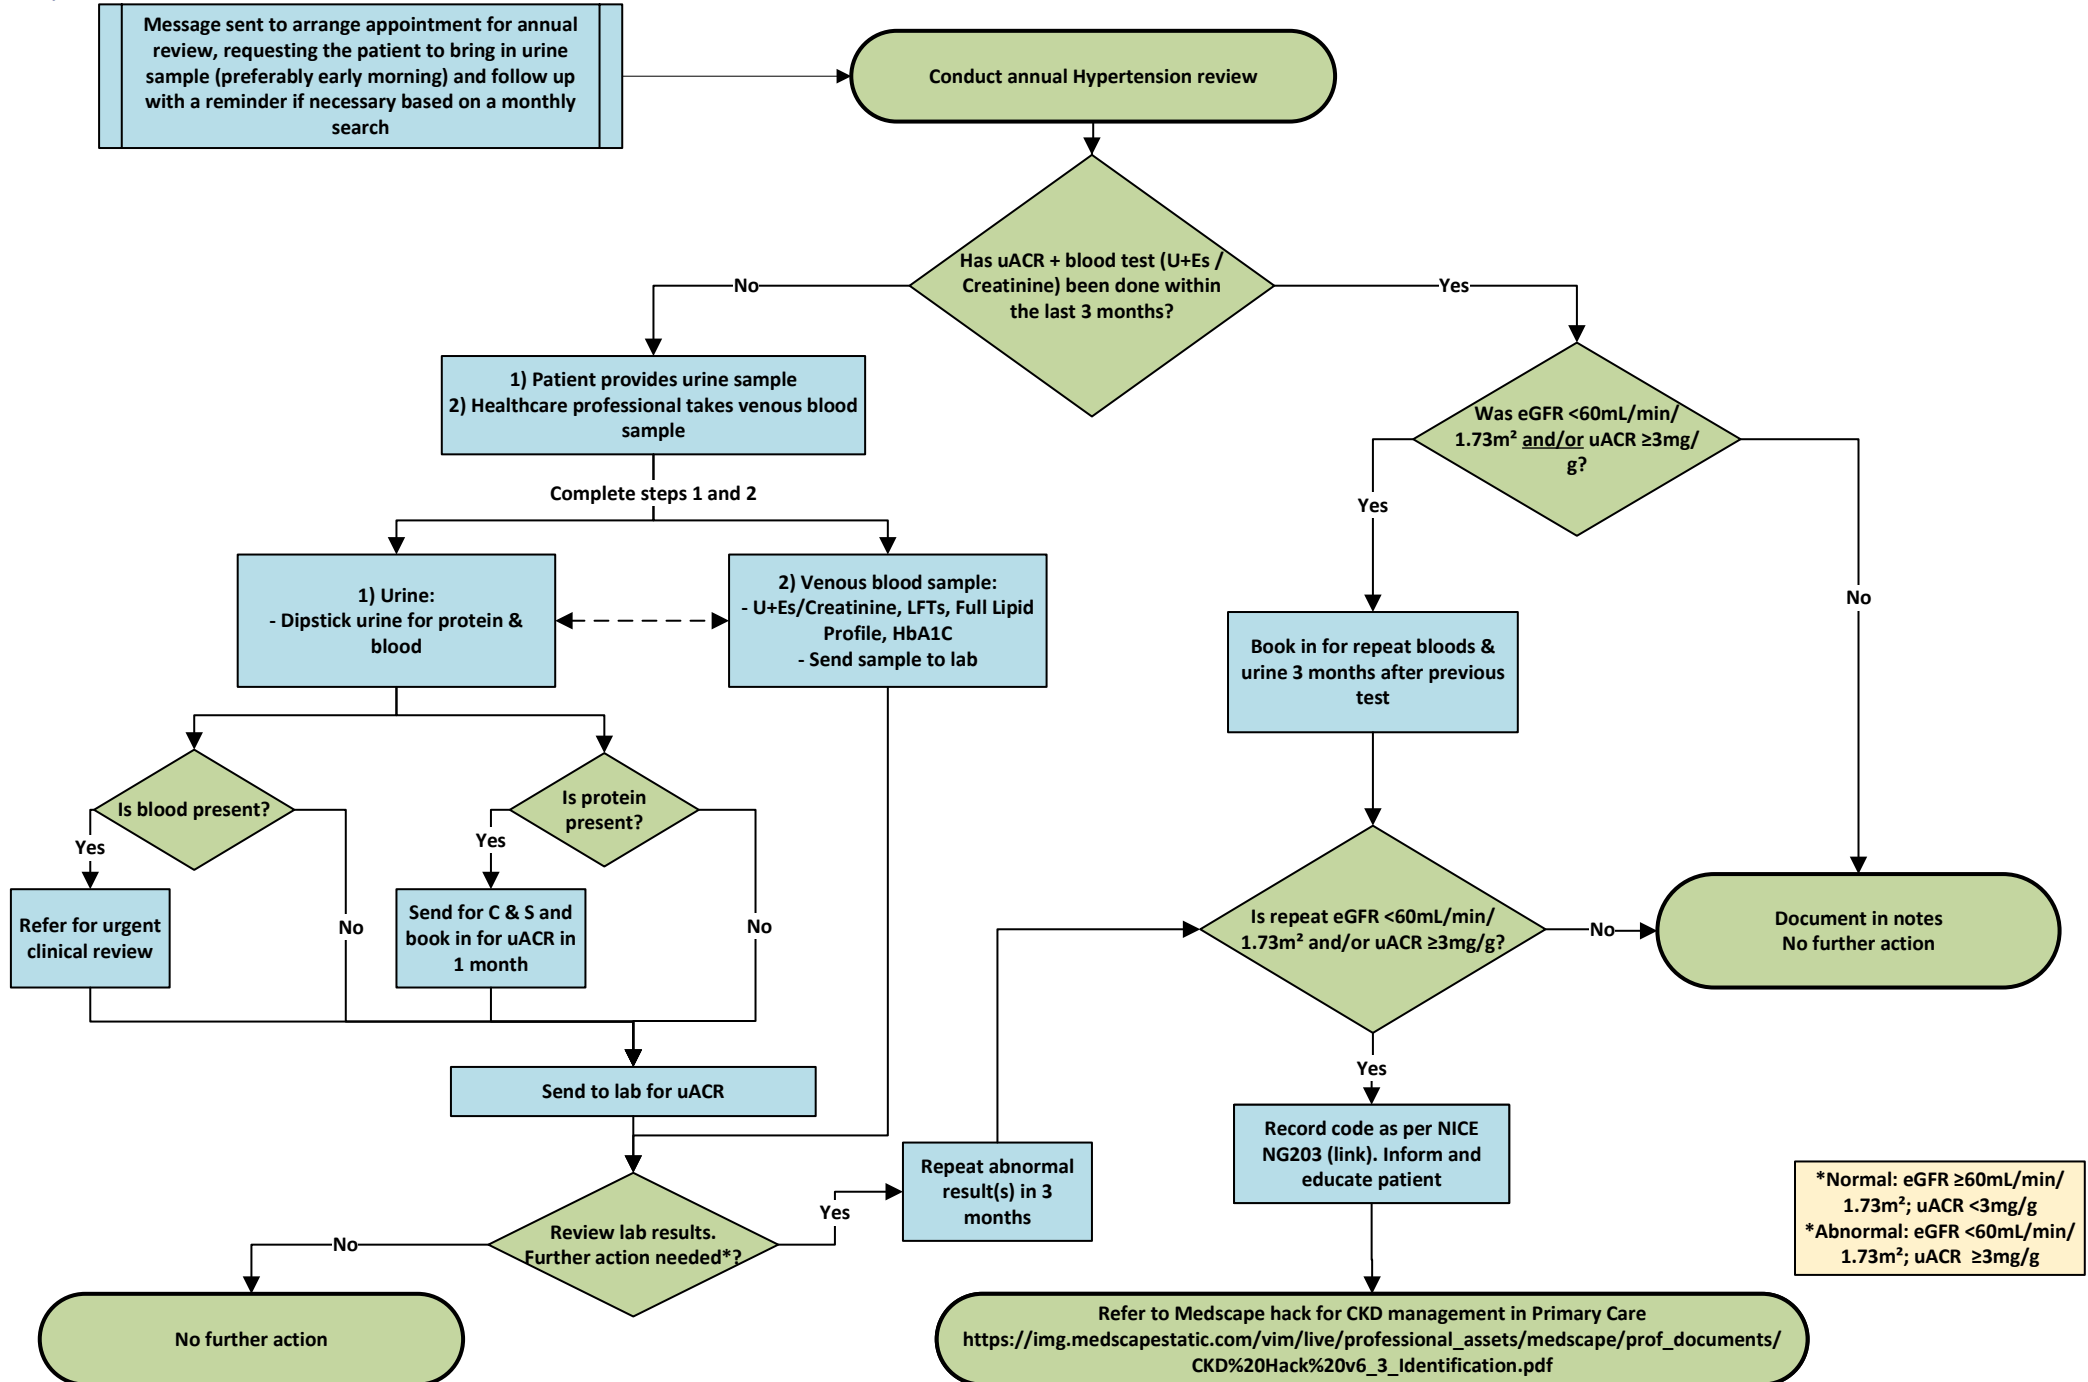 Message sent to arrange appointment for annual
review, requesting the patient to bring in urine
sample (preferably early morning) and follow up
with a reminder if necessary based on a monthly
search
Conduct annual Hypertension review
Has uACR + blood test (U+Es /
Creatinine) been done within
the last 3 months?
No
Yes
1) Patient provides urine sample
2) Healthcare professional takes venous blood
sample
Was eGFR <60mL/min/
1.73m² and/or uACR ≥3mg/
g?
Complete steps 1 and 2
Yes
No
1) Urine:
- Dipstick urine for protein &
blood
2) Venous blood sample:
- U+Es/Creatinine, LFTs, Full Lipid
Profile, HbA1C
- Send sample to lab
Book in for repeat bloods &
urine 3 months after previous
test
Is blood present?
Is protein
present?
Yes
No
Yes
No
Refer for urgent
clinical review
Send for C & S and
book in for uACR in
1 month
Is repeat eGFR <60mL/min/
1.73m² and/or uACR ≥3mg/g?
No
Document in notes
No further action
Yes
Send to lab for uACR
Record code as per NICE
NG203 (link). Inform and
educate patient
Repeat abnormal
result(s) in 3
months
Review lab results.
Further action needed*?
Yes
No
*Normal: eGFR ≥60mL/min/
1.73m²; uACR <3mg/g
*Abnormal: eGFR <60mL/min/
1.73m²; uACR ≥3mg/g
No further action
Refer to Medscape hack for CKD management in Primary Care
https://img.medscapestatic.com/vim/live/professional_assets/medscape/prof_documents/
CKD%20Hack%20v6_3_Identification.pdf